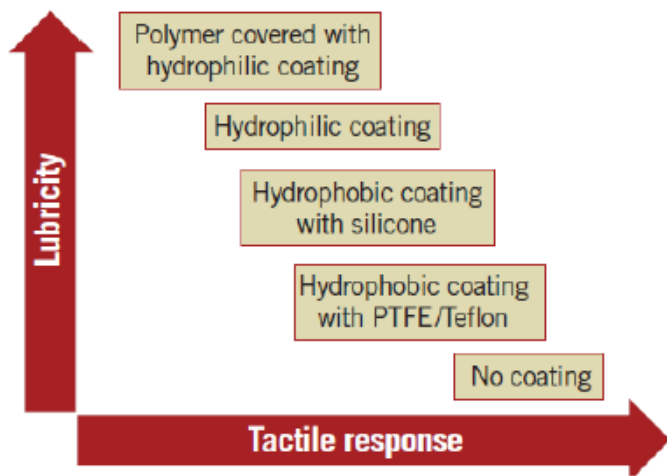 Polymer covered with
hydrophilic coating
Hydrophilic coating
Hydrophobic coating
with silicone
Hydrophobic coating
with PTFE/Teflon
No coating
Lubricity
Tactile response